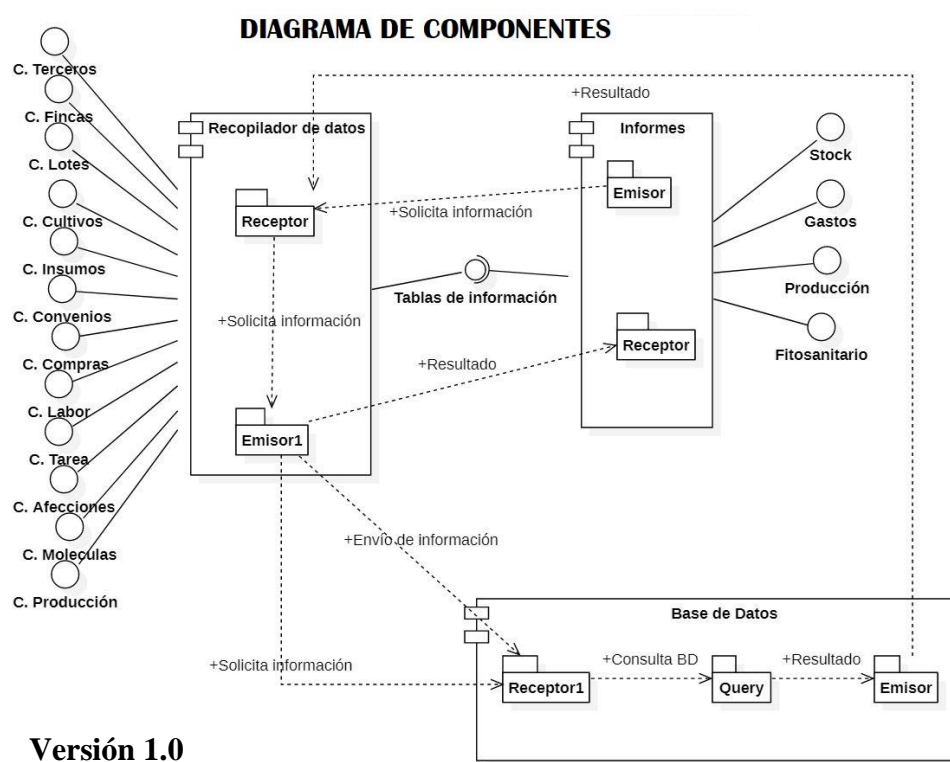 DIAGRAMA DE COMPONENTES
C. Terceros
C. Fincas
C. Lotes
C. Cultivos
C. Insumos
C. Convenios
C. Compras
C. Labor
C. Tarea
C. Afecciones
C. Moleculas
C. Producción
Recopilador de datos
Receptor
+Solicita información
Emisor1
+Resultado
Informes
Emisor
+Solicita información
Tablas de información
Receptor
+Resultado
Stock
Gastos
Producción
Fitosanitario
+Envío de información
+Solicita información
Base de Datos
Receptor1
+Consulta BD
Query
+Resultado
Emisor
Versión 1.0